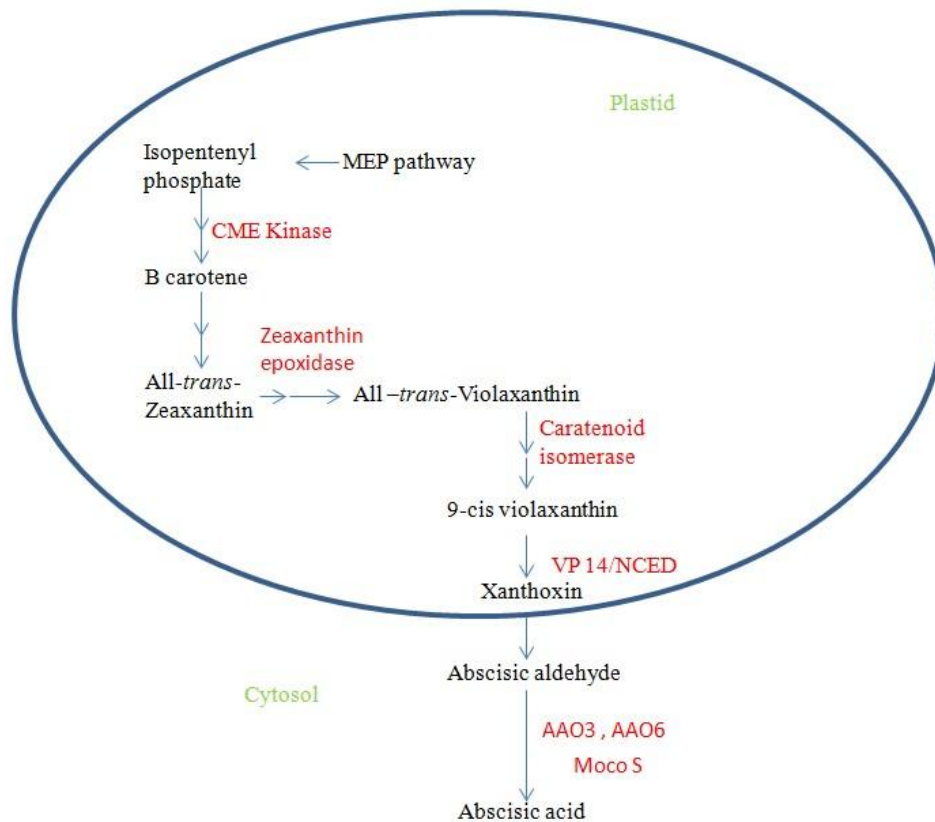 Plastid
Isopentenyl
phosphate
MEP pathway
CME Kinase
B carotene
Zeaxanthin
epoxidase
All-trans-
Zeaxanthin
All –trans-Violaxanthin
Caratenoid
isomerase
9-cis violaxanthin
VP 14/NCED
Xanthoxin
Abscisic aldehyde
Cytosol
AAO3 , AAO6
Moco S
Abscisic acid